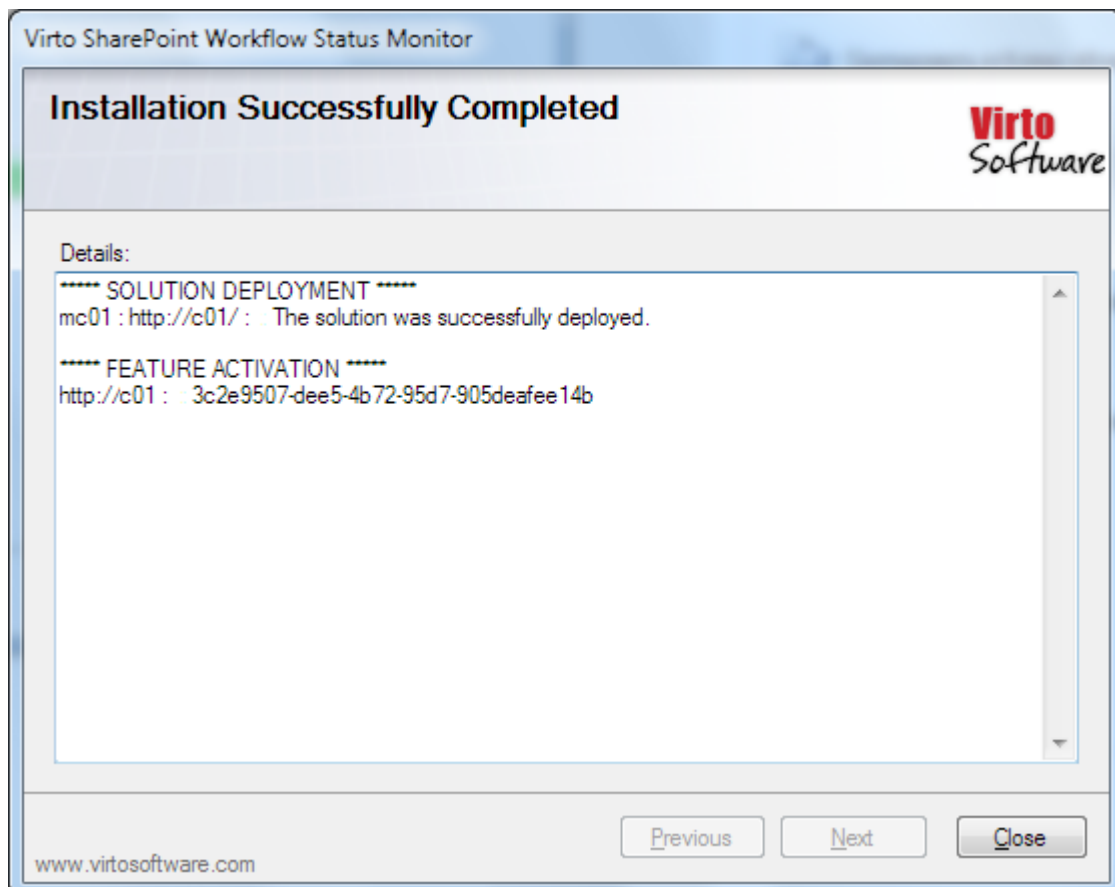 Virto SharePoint Workflow Status Monitor
Installation Successfully Completed
Virto
Software
Details:
***** SOLUTION DEPLOYMENT *****
mc01 : http://c01/ : The solution was successfully deployed.
***** FEATURE ACTIVATION *****
http://c01 : 3c2e9507-dee5-4b72-95d7-905deafee14b
Previous Next Close
www.virtosoftware.com